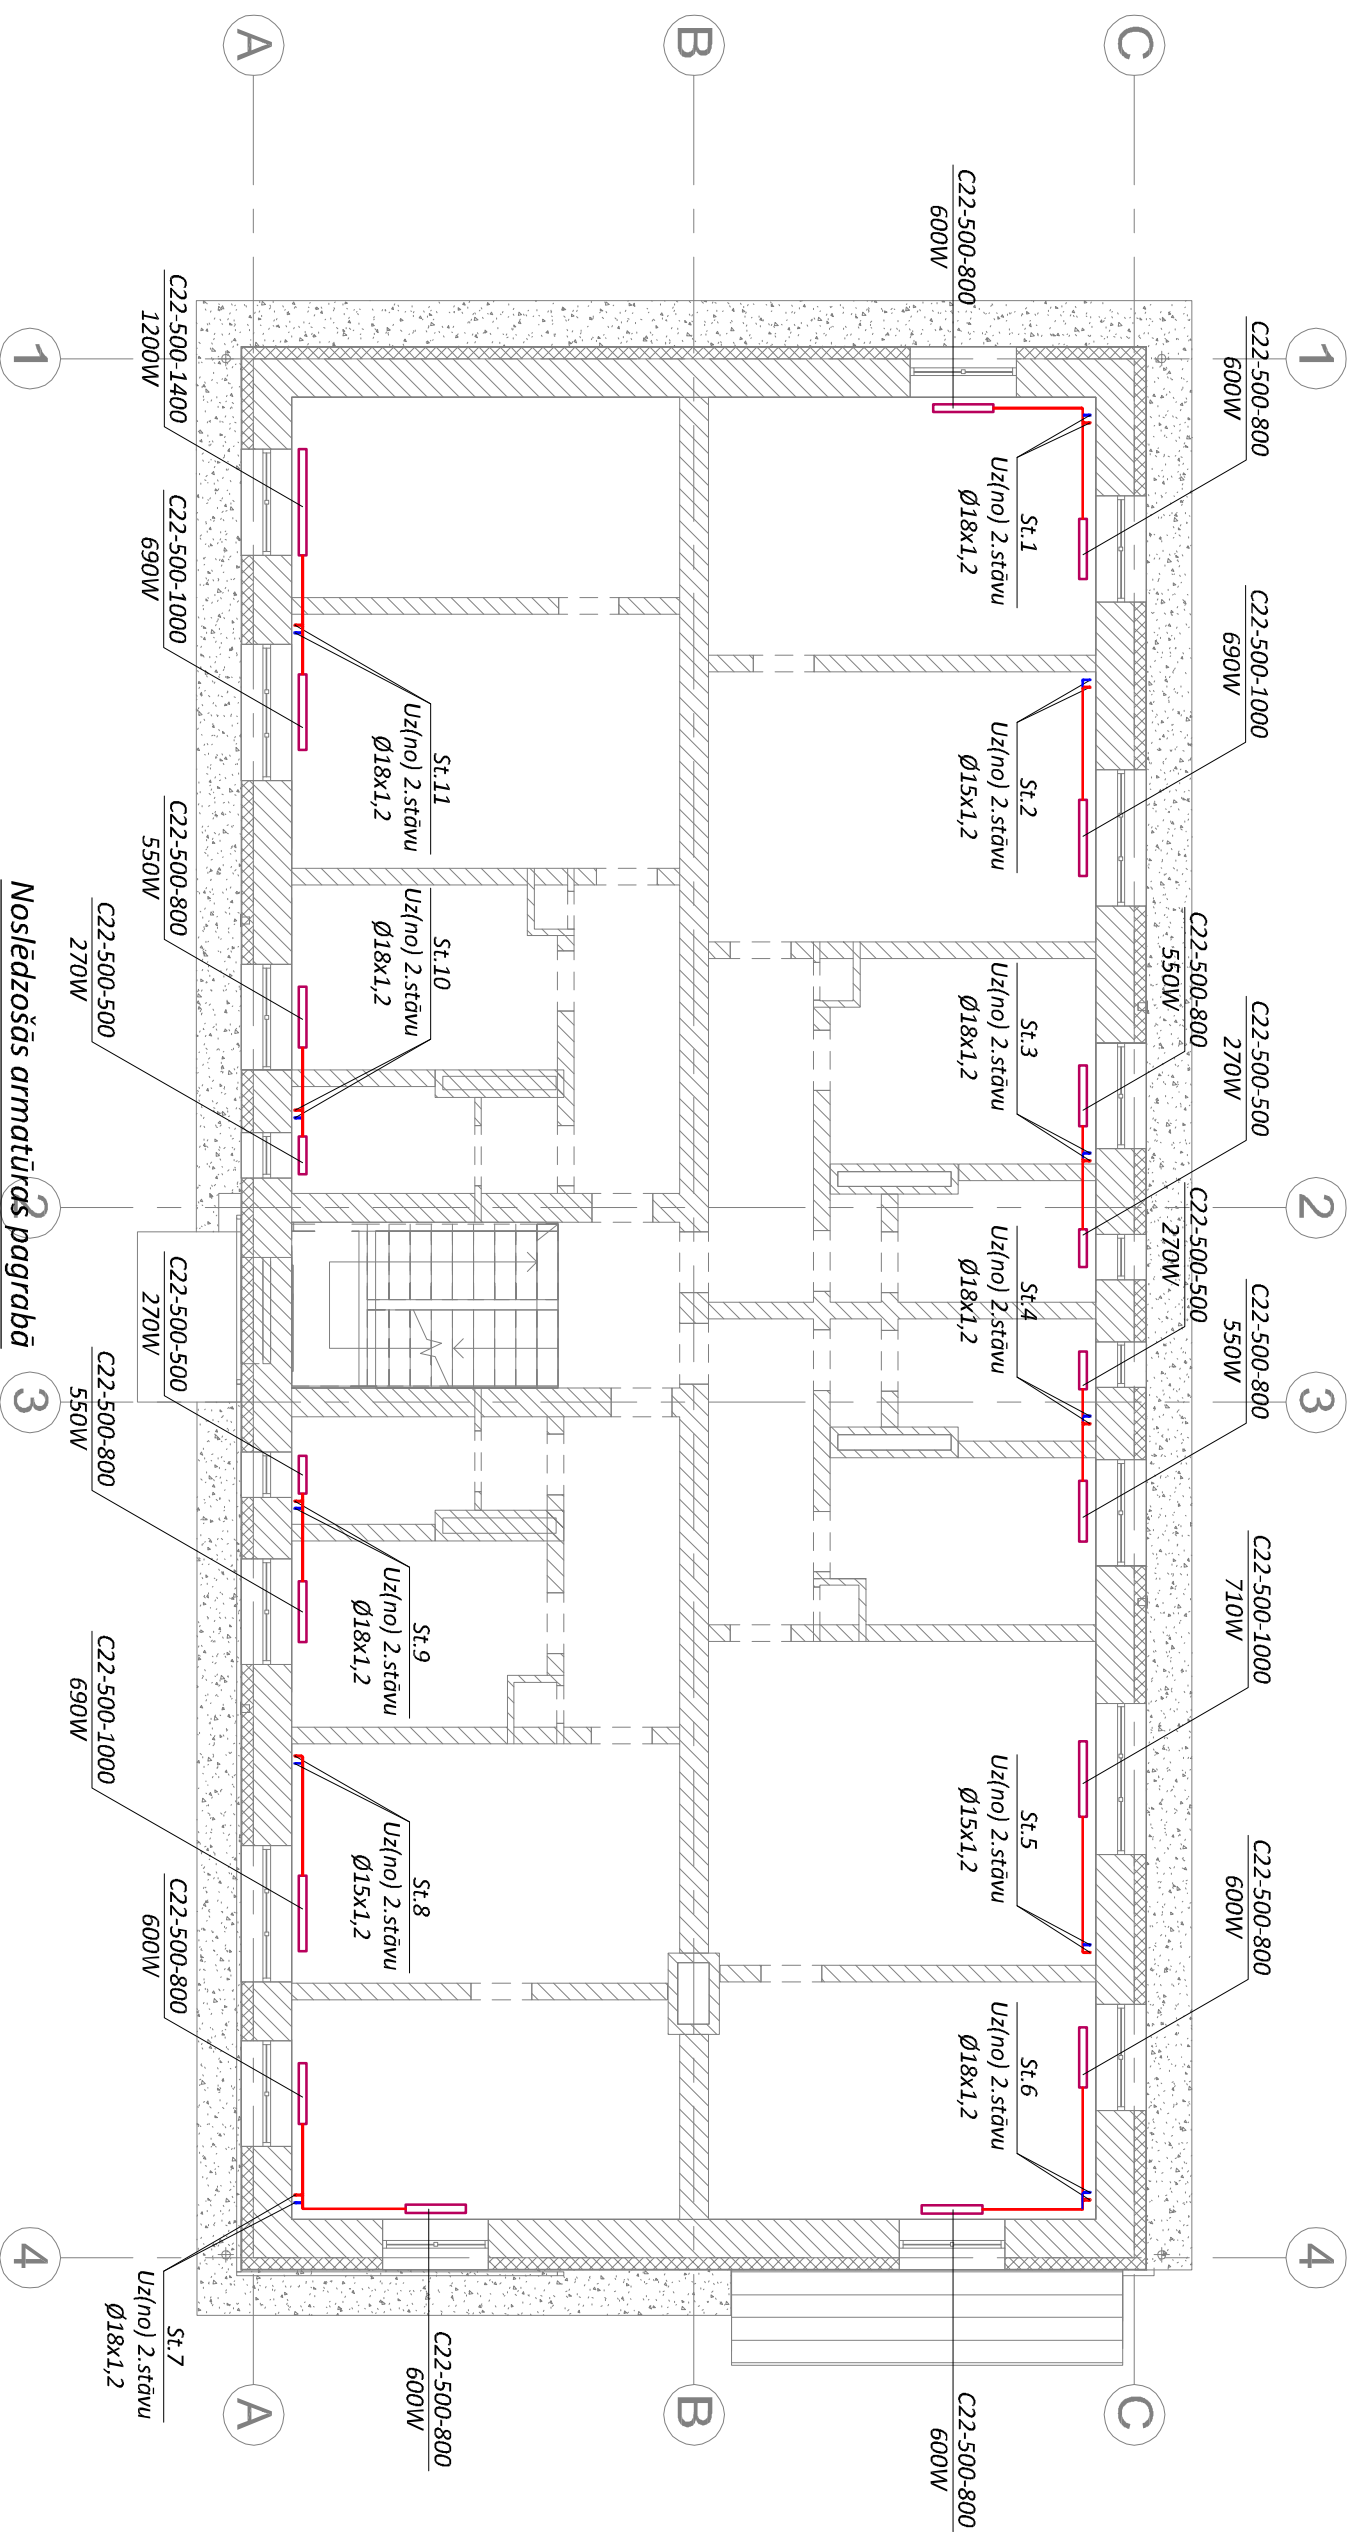 A
B
C
C22-500-800
600W
C22-500-800
600W
C22-500-1400
1200W
1
1
St.1
Uz(no) 2.stāvu
Ø18x1,2
C22-500-1000
690W
C22-500-1000
690W
St.2
Uz(no) 2.stāvu
Ø15x1,2
St.11
Uz(no) 2.stāvu
Ø18x1,2
C22-500-800
550W
C22-500-500
270W
C22-500-800
550W
C22-500-500
270W
St.3
Uz(no) 2.stāvu
Ø18x1,2
St.10
Uz(no) 2.stāvu
Ø18x1,2
Noslēdzošās armatūras pagrabā
2
2
C22-500-500
270W
C22-500-800
550W
St.4
Uz(no) 2.stāvu
Ø18x1,2
C22-500-500
270W
C22-500-800
550W
3
3
C22-500-1000
710W
St.9
Uz(no) 2.stāvu
Ø18x1,2
C22-500-1000
690W
St.5
Uz(no) 2.stāvu
Ø15x1,2
St.8
Uz(no) 2.stāvu
Ø15x1,2
C22-500-800
600W
C22-500-800
600W
St.6
Uz(no) 2.stāvu
Ø18x1,2
4
4
St.7
Uz(no) 2.stāvu
Ø18x1,2
C22-500-800
600W
C22-500-800
600W
A
B
C